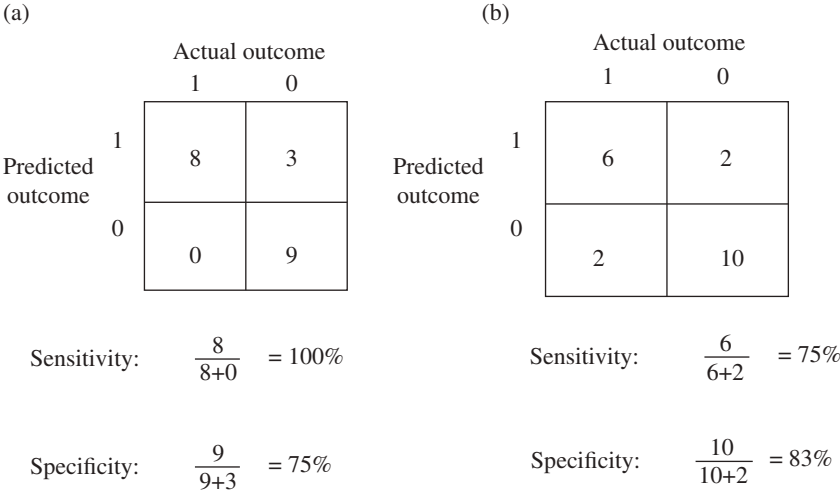 (a)
Actual outcome
1 0
Predicted
outcome
1
8 3
0
0 9
Sensitivity: 8/8+0 = 100%
Specificity: 9/9+3 = 75%
(b)
Actual outcome
1 0
Predicted
outcome
1
6 2
0
2 10
Sensitivity: 6/6+2 = 75%
Specificity: 10/10+2 = 83%